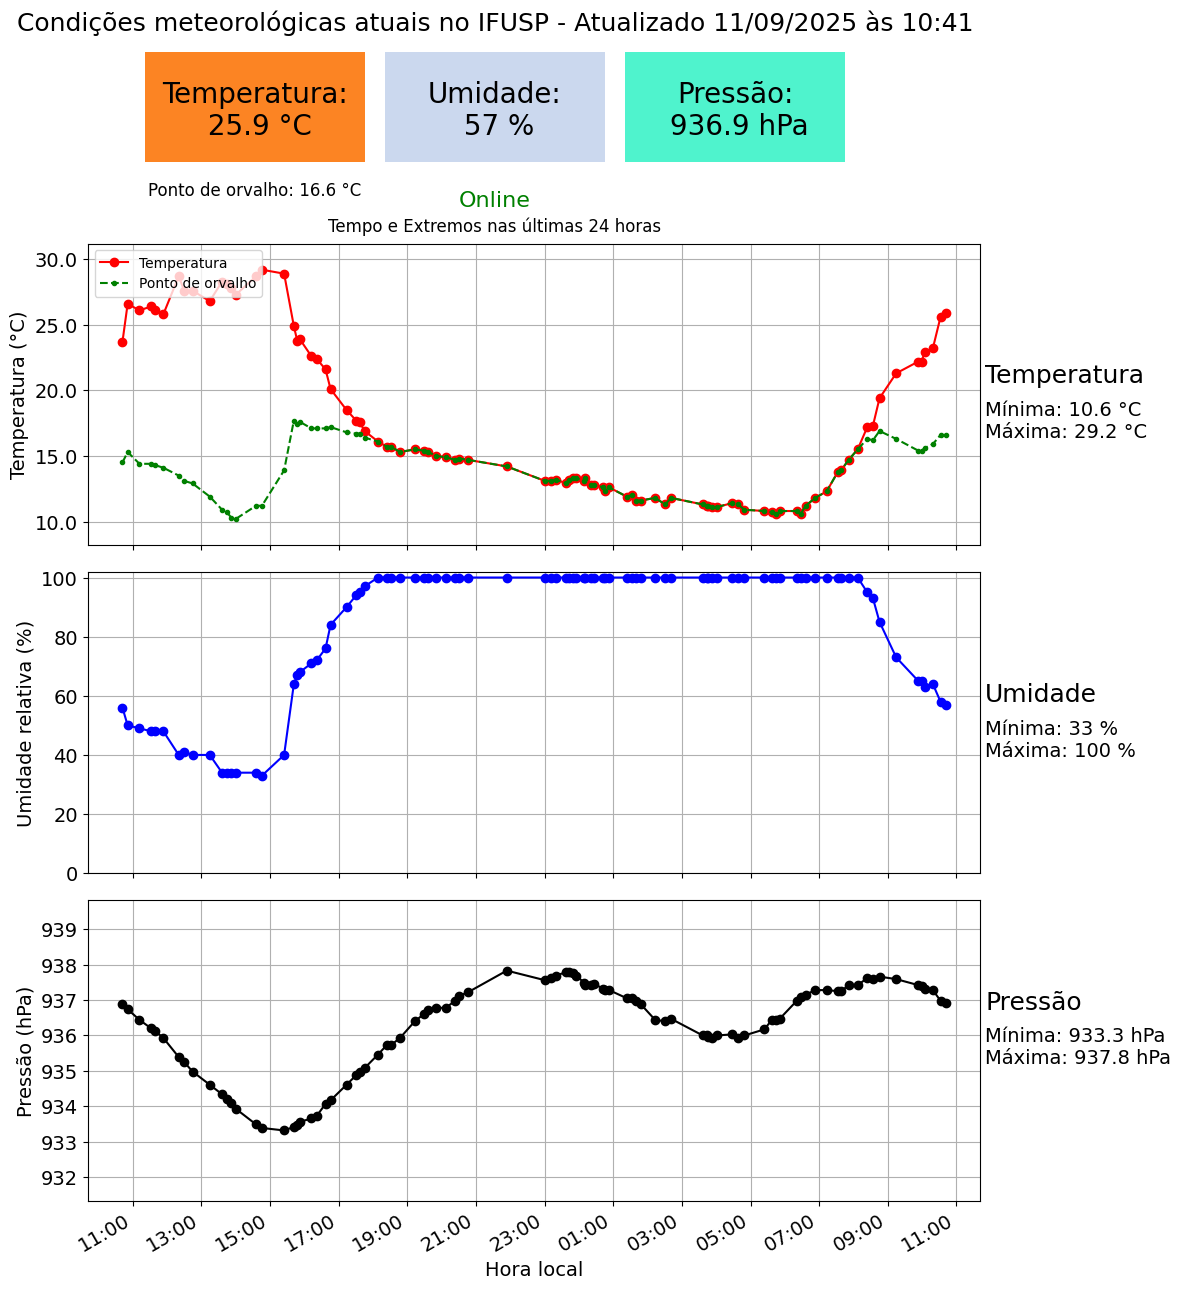 Condições meteorológicas atuais no IFUSP - Atualizado 11/09/2025 às 10:41
Temperatura:
25.9 °C
Umidade:
57 %
Pressão:
936.9 hPa
Ponto de orvalho: 16.6 °C
Online
Tempo e Extremos nas últimas 24 horas
Temperatura (°C)
30.0
25.0
20.0
15.0
10.0
Temperatura
Ponto de orvalho
Temperatura
Mínima: 10.6 °C
Máxima: 29.2 °C
Umidade relativa (%)
100
80
60
40
20
0
Umidade
Mínima: 33 %
Máxima: 100 %
Pressão (hPa)
939
938
937
936
935
934
933
932
Pressão
Mínima: 933.3 hPa
Máxima: 937.8 hPa
11:00
13:00
15:00
17:00
19:00
21:00
23:00
01:00
03:00
05:00
07:00
09:00
11:00
Hora local